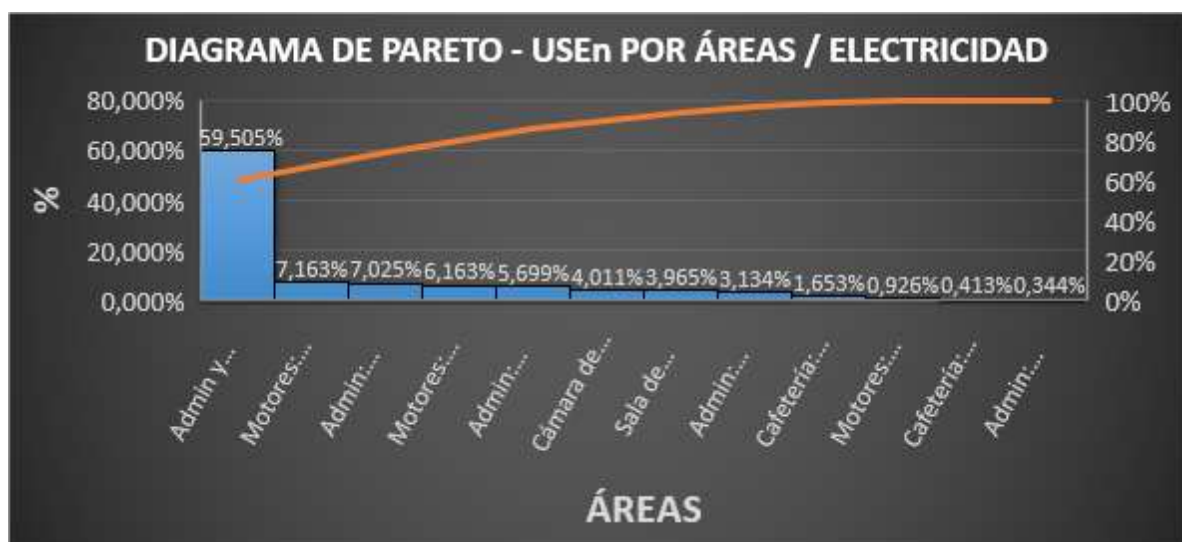 DIAGRAMA DE PARETO - USEn POR ÁREAS / ELECTRICIDAD
80,000%
60,000%
40,000%
20,000%
0,000%
%
59,505%
7,163%
7,025%
6,163%
5,699%
4,011%
3,965%
3,134%
1,653%
0,926%
0,413%
0,344%
100%
80%
60%
40%
20%
0%
Admin y...
Motores:...
Admin:...
Motores:...
Admin:...
Cámara de...
Sala de...
Admin:...
Cafetería:...
Motores:...
Cafetería:...
Admin:...
ÁREAS